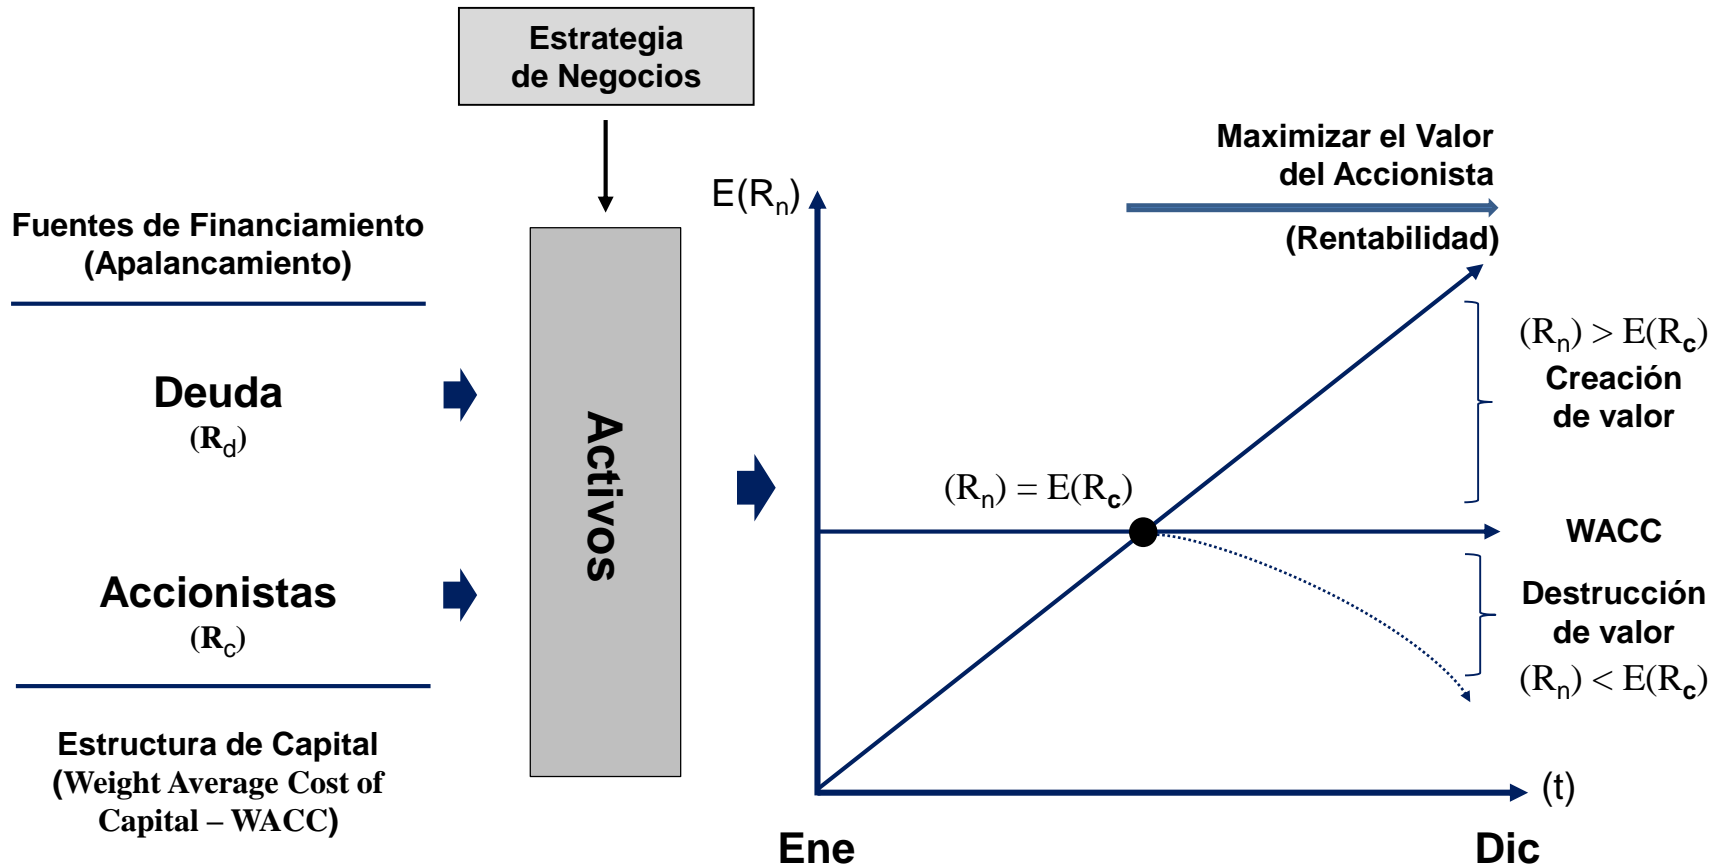 Estrategia
de Negocios
Fuentes de Financiamiento
(Apalancamiento)
Deuda
(Rd)
Accionistas
(Rc)
Estructura de Capital
(Weight Average Cost of
Capital – WACC)
Activos
E(Rn)
Maximizar el Valor
del Accionista
(Rentabilidad)
(Rn) > E(Rc)
Creación
de valor
(Rn) = E(Rc)
WACC
Destrucción
de valor
(Rn) < E(Rc)
(t)
Ene
Dic